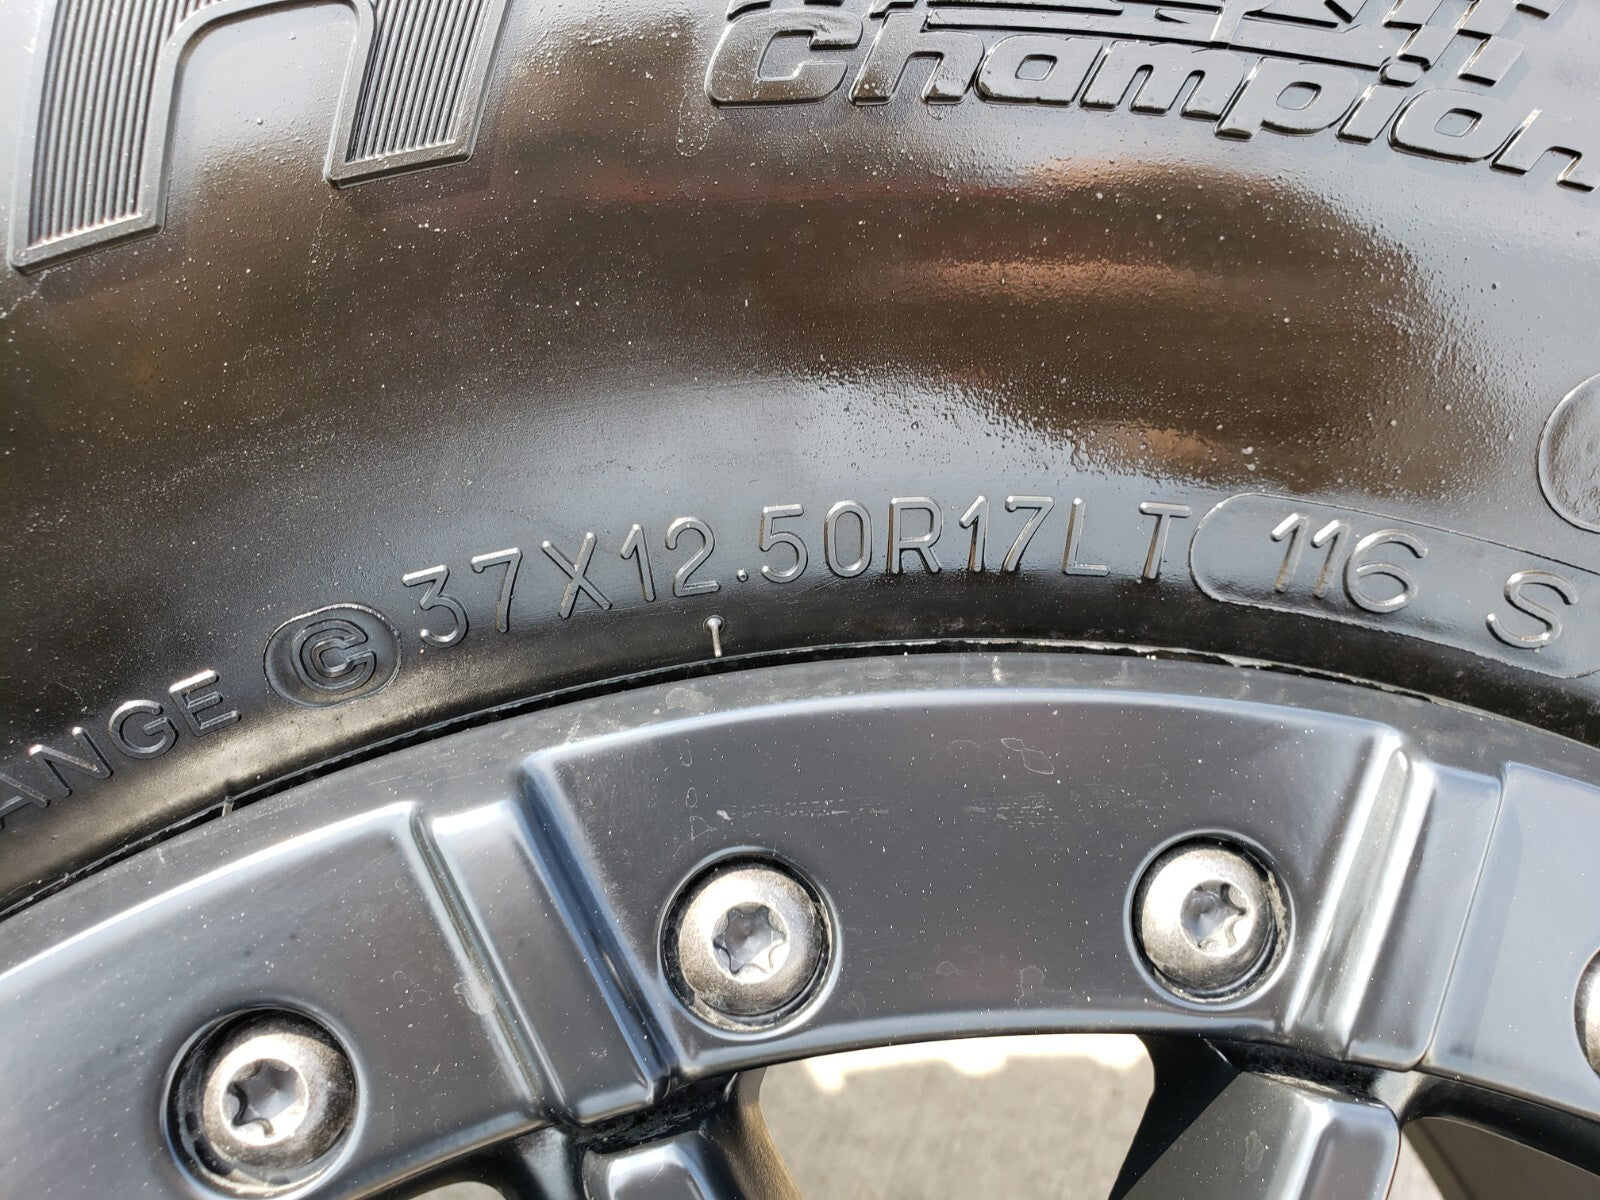 Champion
ANGE C 37X12.50R17LT 116 S